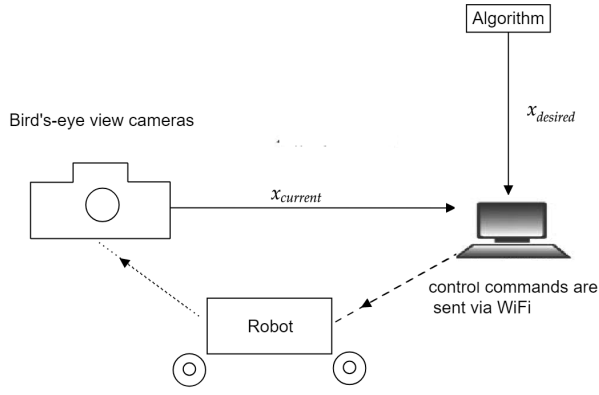 Algorithm
x_desired
Bird's-eye view cameras
x_current
control commands are
sent via WiFi
Robot